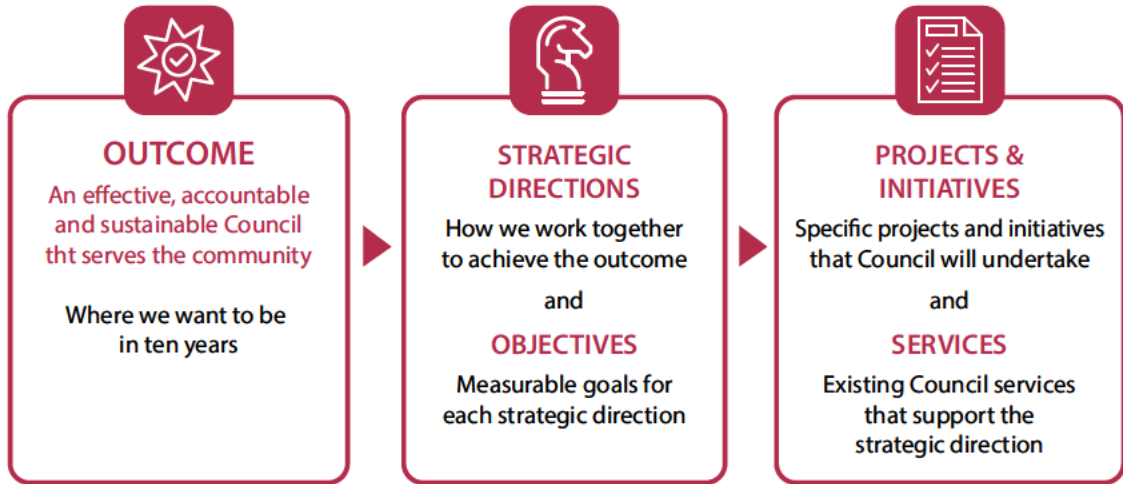 OUTCOME
An effective, accountable
and sustainable Council
tht serves the community
Where we want to be
in ten years
STRATEGIC
DIRECTIONS
How we work together
to achieve the outcome
and
OBJECTIVES
Measurable goals for
each strategic direction
PROJECTS &
INITIATIVES
Specific projects and initiatives
that Council will undertake
and
SERVICES
Existing Council services
that support the
strategic direction